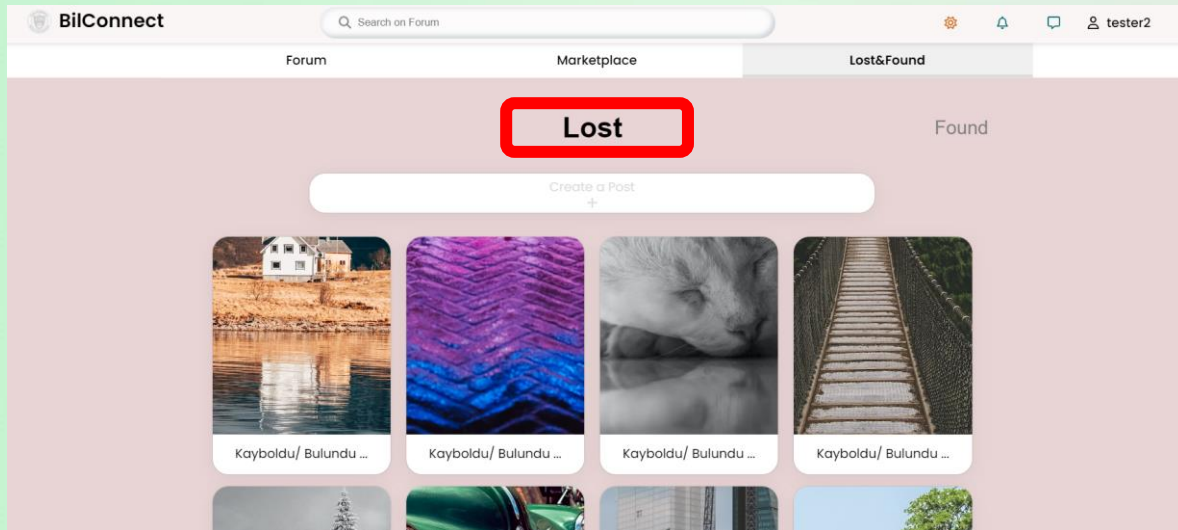 BilConnect
Search on Forum
tester2
Forum
Marketplace
Lost&Found
Lost
Found
Create a Post
+
Kayboldu/ Bulundu ...
Kayboldu/ Bulundu ...
Kayboldu/ Bulundu ...
Kayboldu/ Bulundu ...